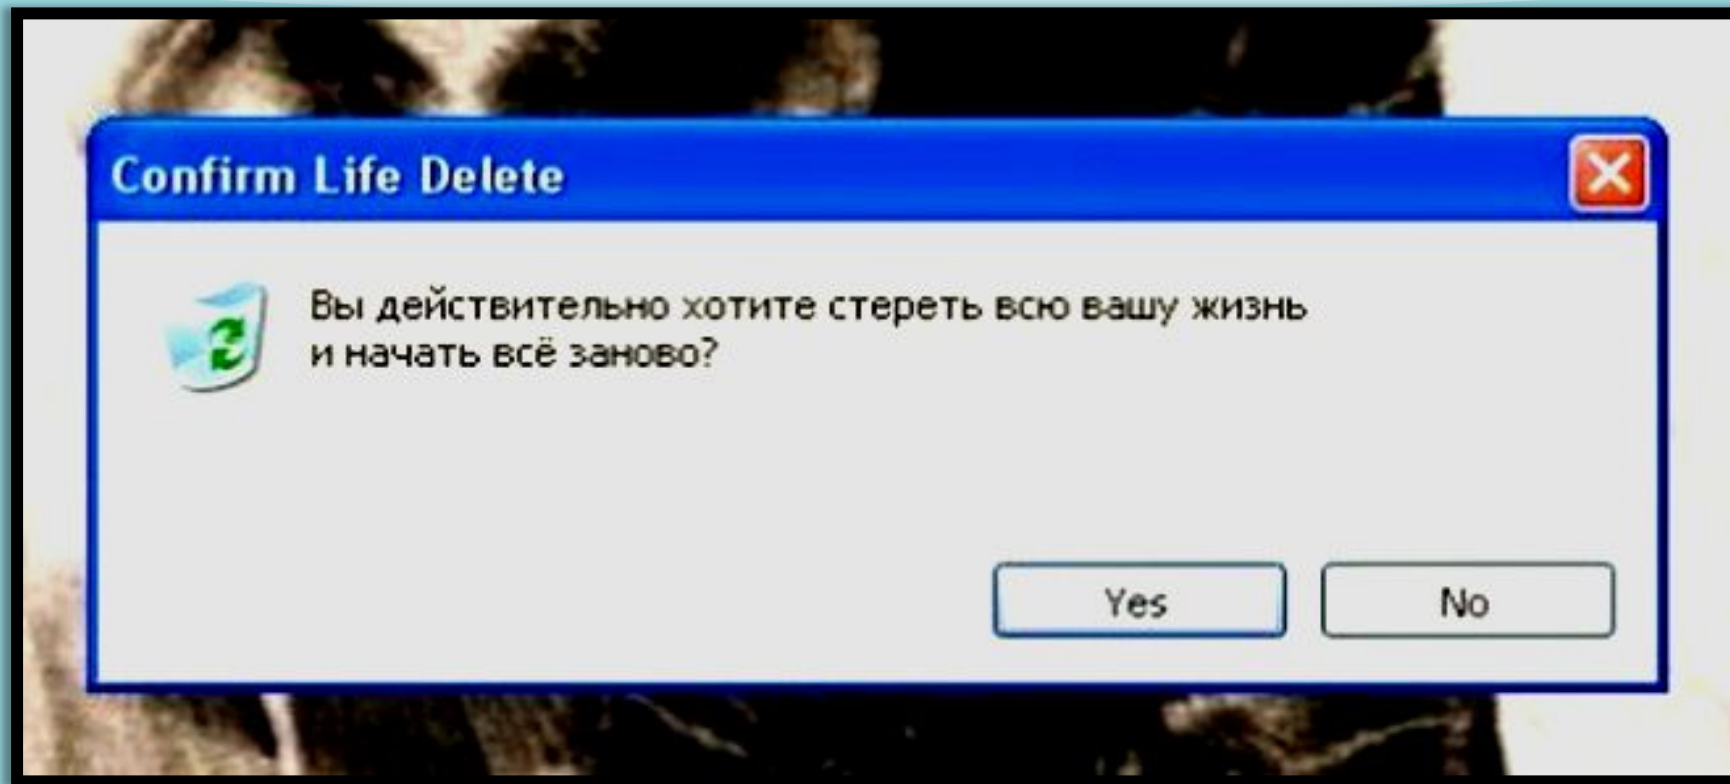 Confirm Life Delete
Вы действительно хотите стереть всю вашу жизнь
и начать всё заново?
Yes
No